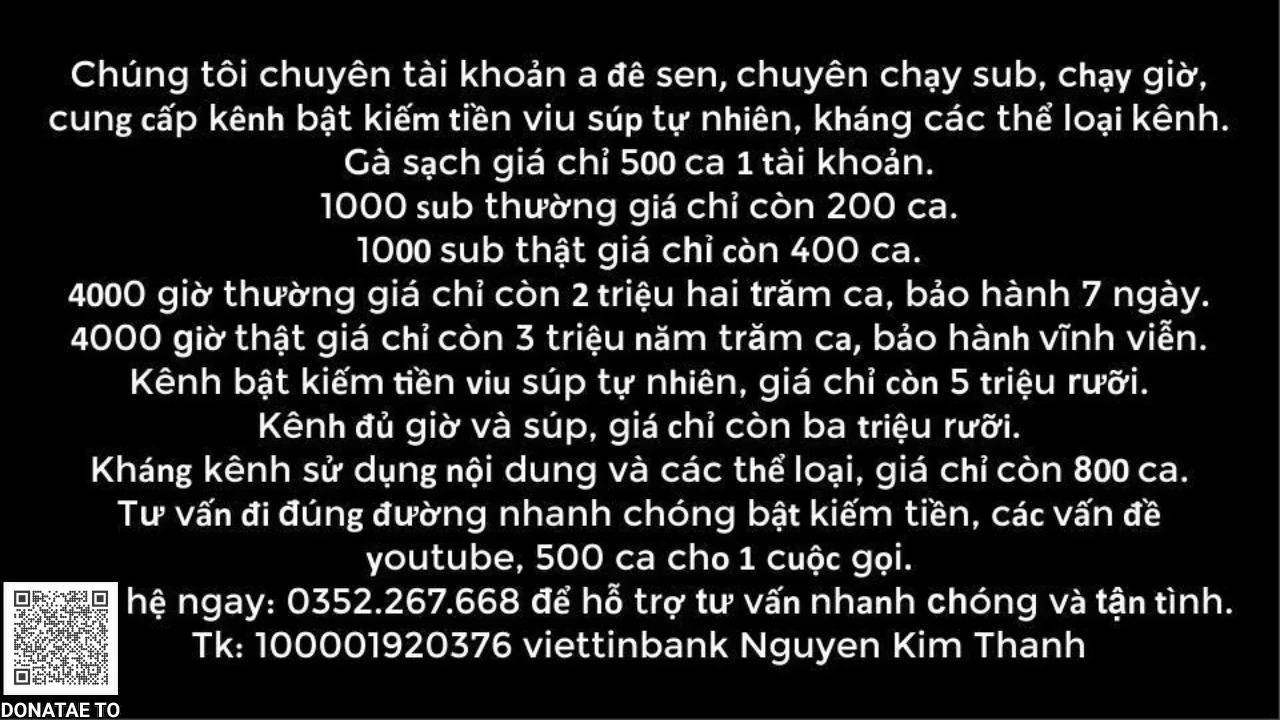 Chúng tôi chuyên tài khoản a đê sen, chuyên chạy sub, chạy giờ,
cung cấp kênh bật kiếm tiền viu súp tự nhiên, kháng các thể loại kênh.
Gà sạch giá chỉ 500 ca 1 tài khoản.
1000 sub thường giá chỉ còn 200 ca.
1000 sub thật giá chỉ còn 400 ca.
4000 giờ thường giá chỉ còn 2 triệu hai trăm ca, bảo hành 7 ngày.
4000 giờ thật giá chỉ còn 3 triệu năm trăm ca, bảo hành vĩnh viễn.
Kênh bật kiếm tiền viu súp tự nhiên, giá chỉ còn 5 triệu rưỡi.
Kênh đủ giờ và súp, giá chỉ còn ba triệu rưỡi.
Kháng kênh sử dụng nội dung và các thể loại, giá chỉ còn 800 ca.
Tư vấn đi đúng đường nhanh chóng bật kiếm tiền, các vấn đề
youtube, 500 ca cho 1 cuộc gọi.
hệ ngay: 0352.267.668 để hỗ trợ tư vấn nhanh chóng và tận tình.
Tk: 100001920376 viettinbank Nguyen Kim Thanh
DONATAE TO